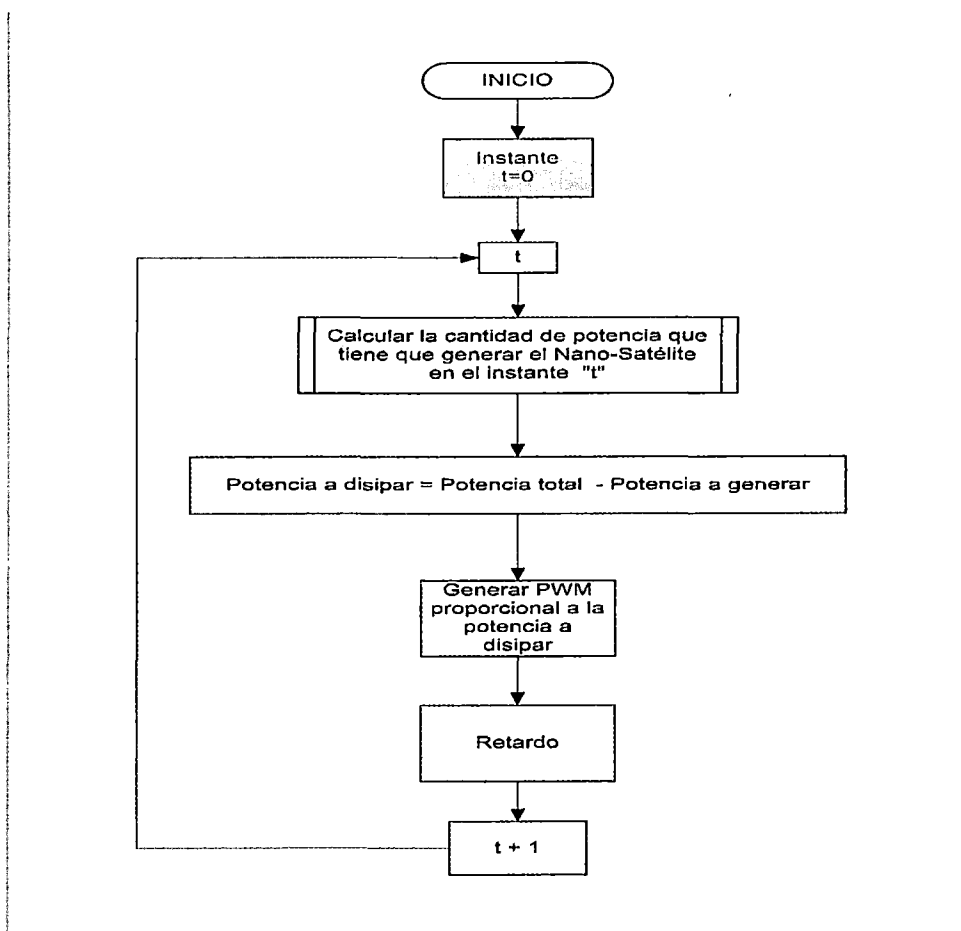 INICIO
Instante
t=0
t
Calcular la cantidad de potencia que
tiene que generar el Nano-Satélite
en el instante "t"
Potencia a disipar = Potencia total - Potencia a generar
Generar PWM
proporcional a la
potencia a
disipar
Retardo
t + 1